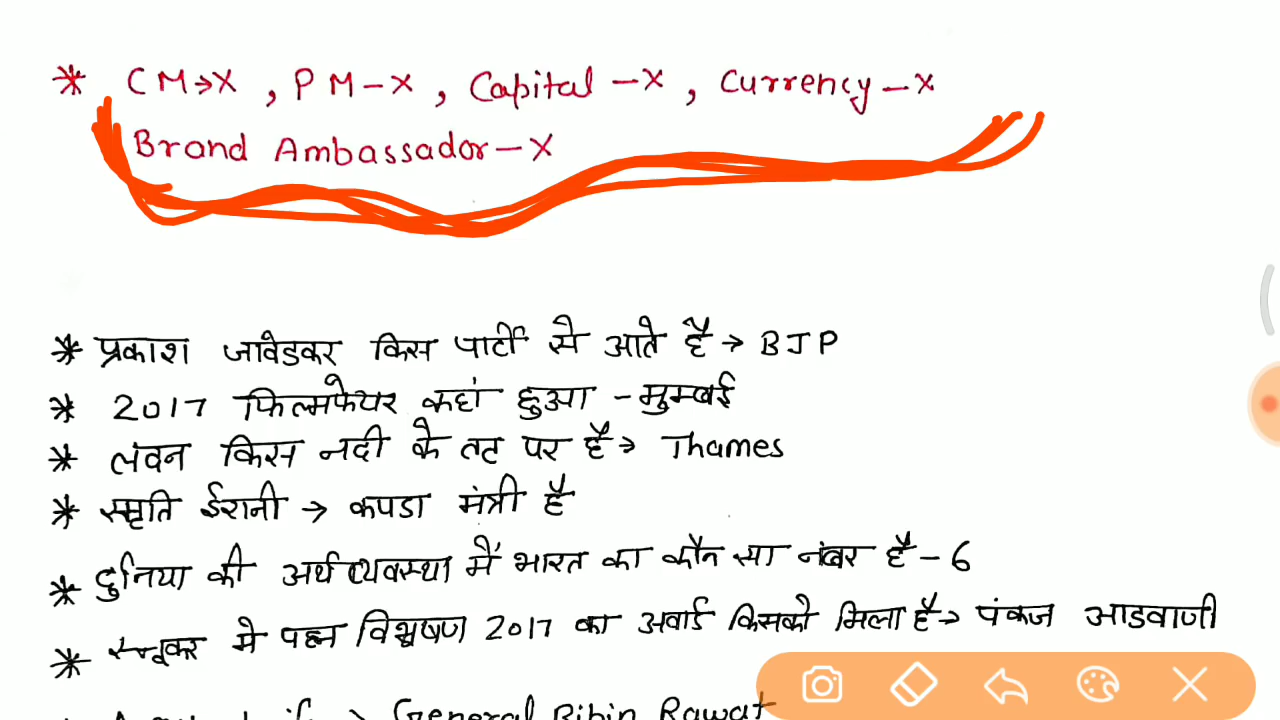 * CM→X , PM-X , Capital -X , Currency-X
Brand Ambassador-X
* प्रकाश जावेडकर किस पार्टी से आते है → BJP
* 2017 फिल्मफेयर कहां हुआ - मुम्बई
* लंदन किस नदी के तट पर है → Thames
* स्मृति ईरानी → कपडा मंत्री है
* दुनिया की अर्थव्यवस्था में भारत का कौन सा नंबर है - 6
* स्नूकर मे पद्म विभूषण 2017 का अवार्ड किसको मिला है → पंकज आडवाणी
→ General Bibin Rawat